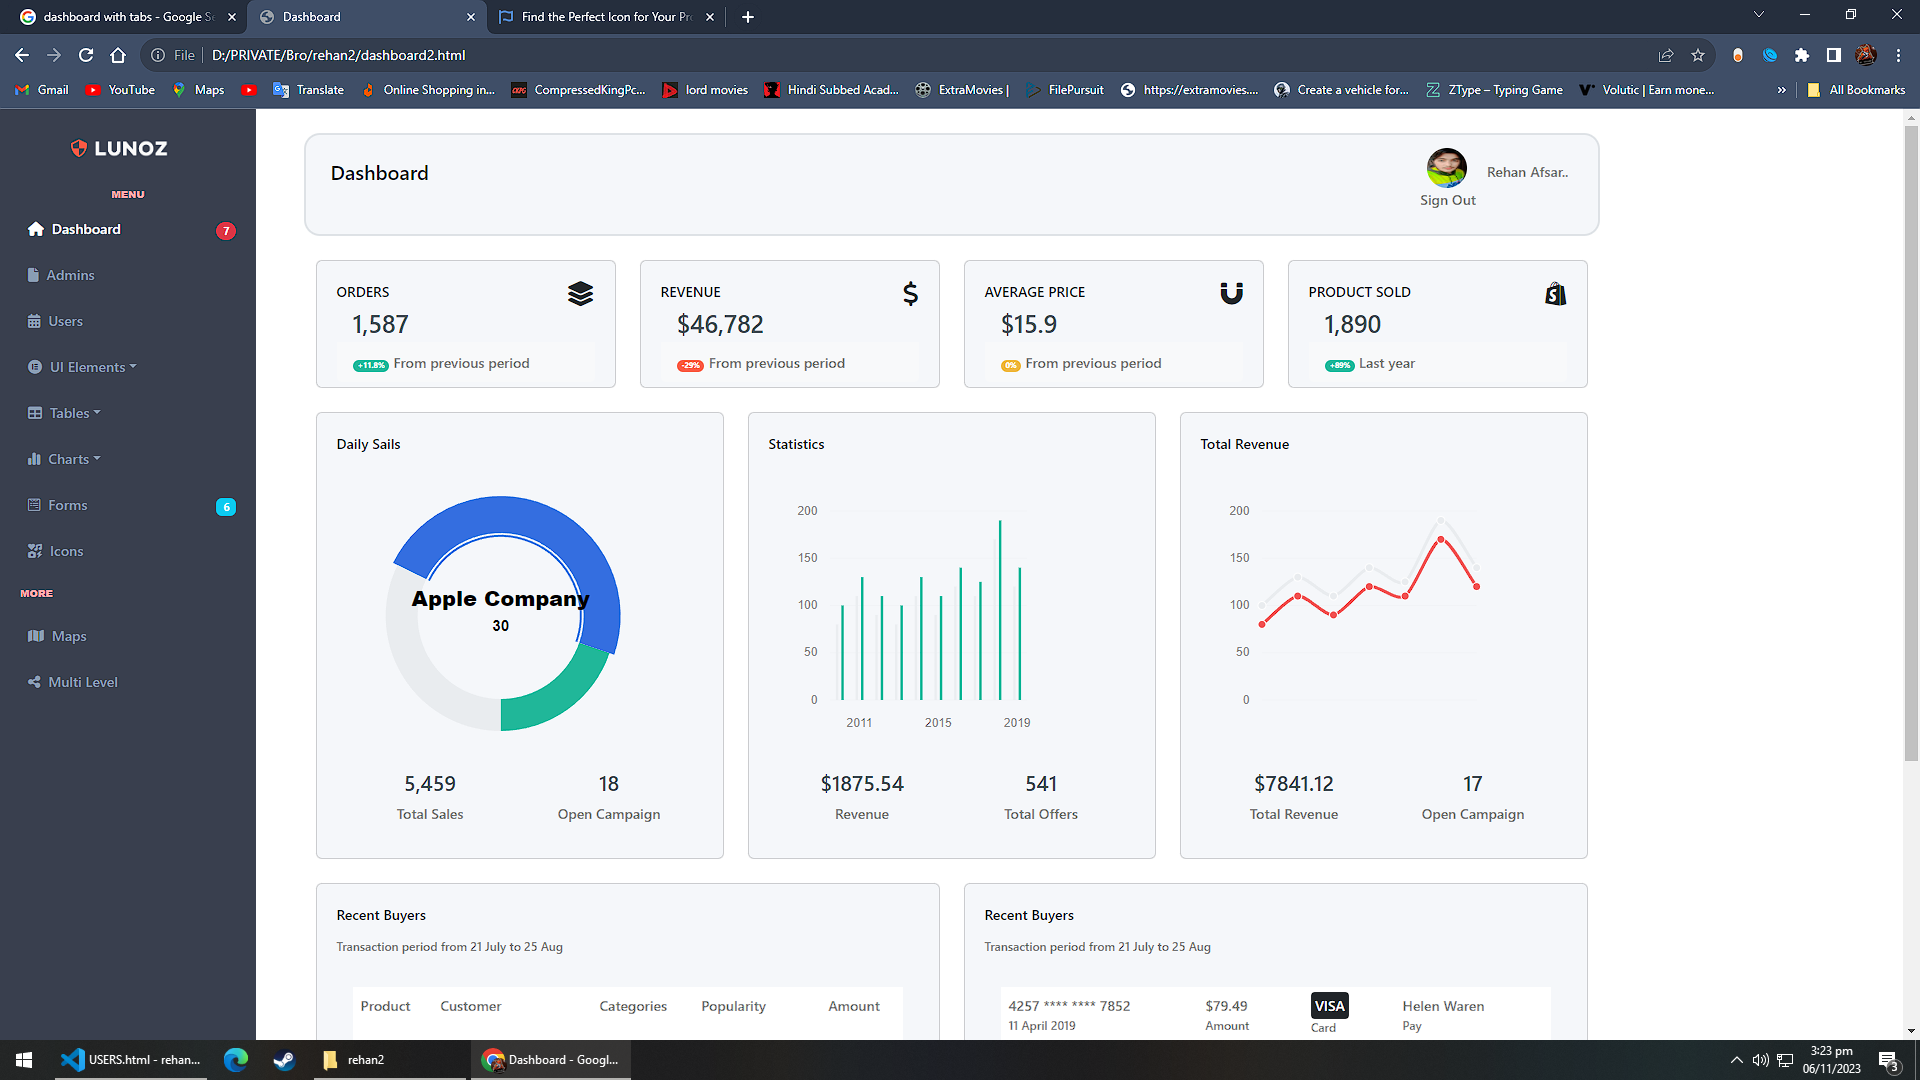 dashboard with tabs - Google Se
Dashboard
Find the Perfect Icon for Your Pro
File
D:/PRIVATE/Bro/rehan2/dashboard2.html
Gmail
YouTube
Maps
Translate
Online Shopping in...
CompressedKingPc...
lord movies
Hindi Subbed Acad...
ExtraMovies |
FilePursuit
https://extramovies....
Create a vehicle for...
ZType – Typing Game
Volutic | Earn mone...
»
All Bookmarks
LUNOZ
MENU
Dashboard
7
Admins
Users
UI Elements
Tables
Charts
Forms
6
Icons
MORE
Maps
Multi Level
Dashboard
Rehan Afsar..
Sign Out
ORDERS
1,587
+11.8% From previous period
REVENUE
$46,782
-29% From previous period
AVERAGE PRICE
$15.9
0% From previous period
PRODUCT SOLD
1,890
+89% Last year
Daily Sails
Apple Company
30
5,459
Total Sales
18
Open Campaign
Statistics
200
150
100
50
0
2011 2015 2019
$1875.54
Revenue
541
Total Offers
Total Revenue
200
150
100
50
0
$7841.12
Total Revenue
17
Open Campaign
Recent Buyers
Transaction period from 21 July to 25 Aug
Product Customer Categories Popularity Amount
Recent Buyers
Transaction period from 21 July to 25 Aug
4257 **** **** 7852
11 April 2019
$79.49
Amount
VISA
Card
Helen Waren
Pay
USERS.html - rehan...
rehan2
Dashboard - Googl...
3:23 pm
06/11/2023
3